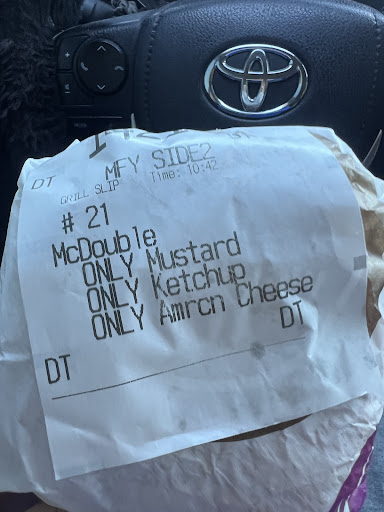 MFY SIDE2
DT
GRILL SLIP Time: 10:42
# 21
McDouble
ONLY Mustard
ONLY Ketchup
ONLY Amrcn Cheese
DT DT